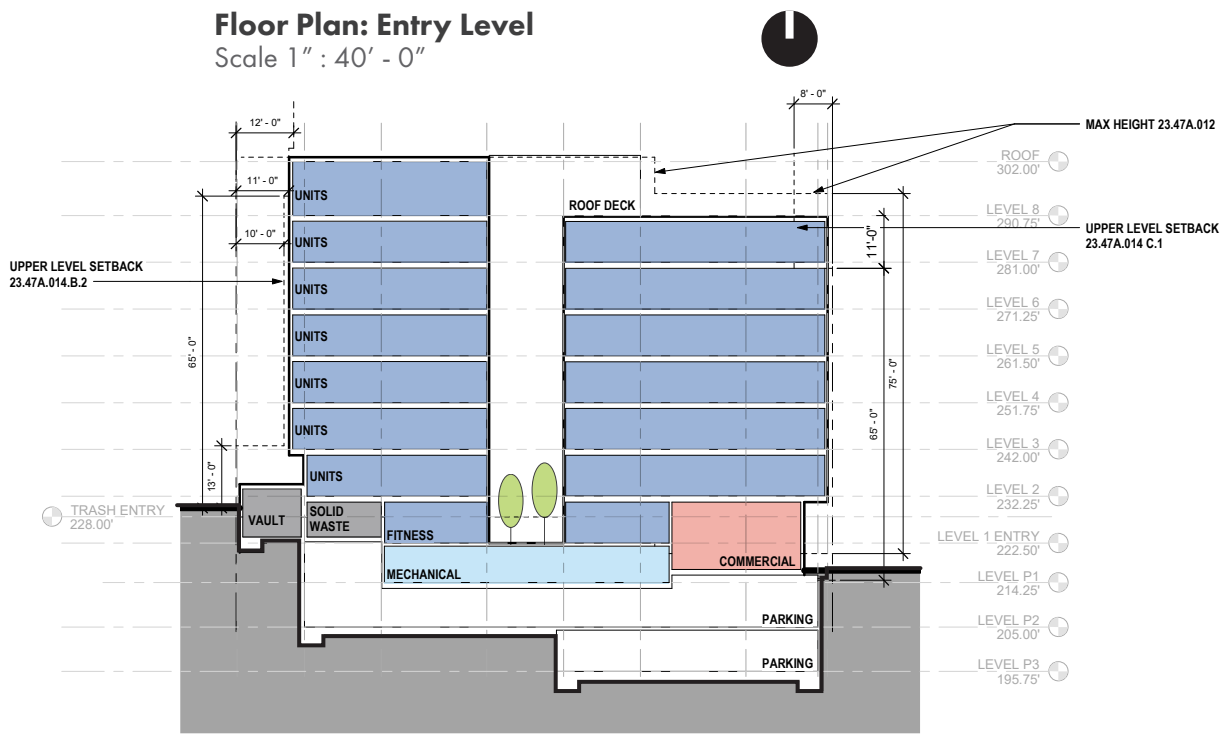 Floor Plan: Entry Level
Scale 1” : 40’ - 0”
8' - 0"
12' - 0"
MAX HEIGHT 23.47A.012
ROOF
302.00'
11' - 0"
UNITS
ROOF DECK
LEVEL 8
290.75'
UPPER LEVEL SETBACK
23.47A.014 C.1
10' - 0"
UNITS
11'-0"
LEVEL 7
281.00'
UPPER LEVEL SETBACK
23.47A.014.B.2
UNITS
LEVEL 6
271.25'
65' - 0"
UNITS
LEVEL 5
261.50'
75' - 0"
UNITS
LEVEL 4
251.75'
65' - 0"
UNITS
LEVEL 3
242.00'
13' - 0"
UNITS
LEVEL 2
232.25'
TRASH ENTRY
228.00'
VAULT
SOLID
WASTE
FITNESS
LEVEL 1 ENTRY
222.50'
COMMERCIAL
MECHANICAL
LEVEL P1
214.25'
PARKING
LEVEL P2
205.00'
PARKING
LEVEL P3
195.75'